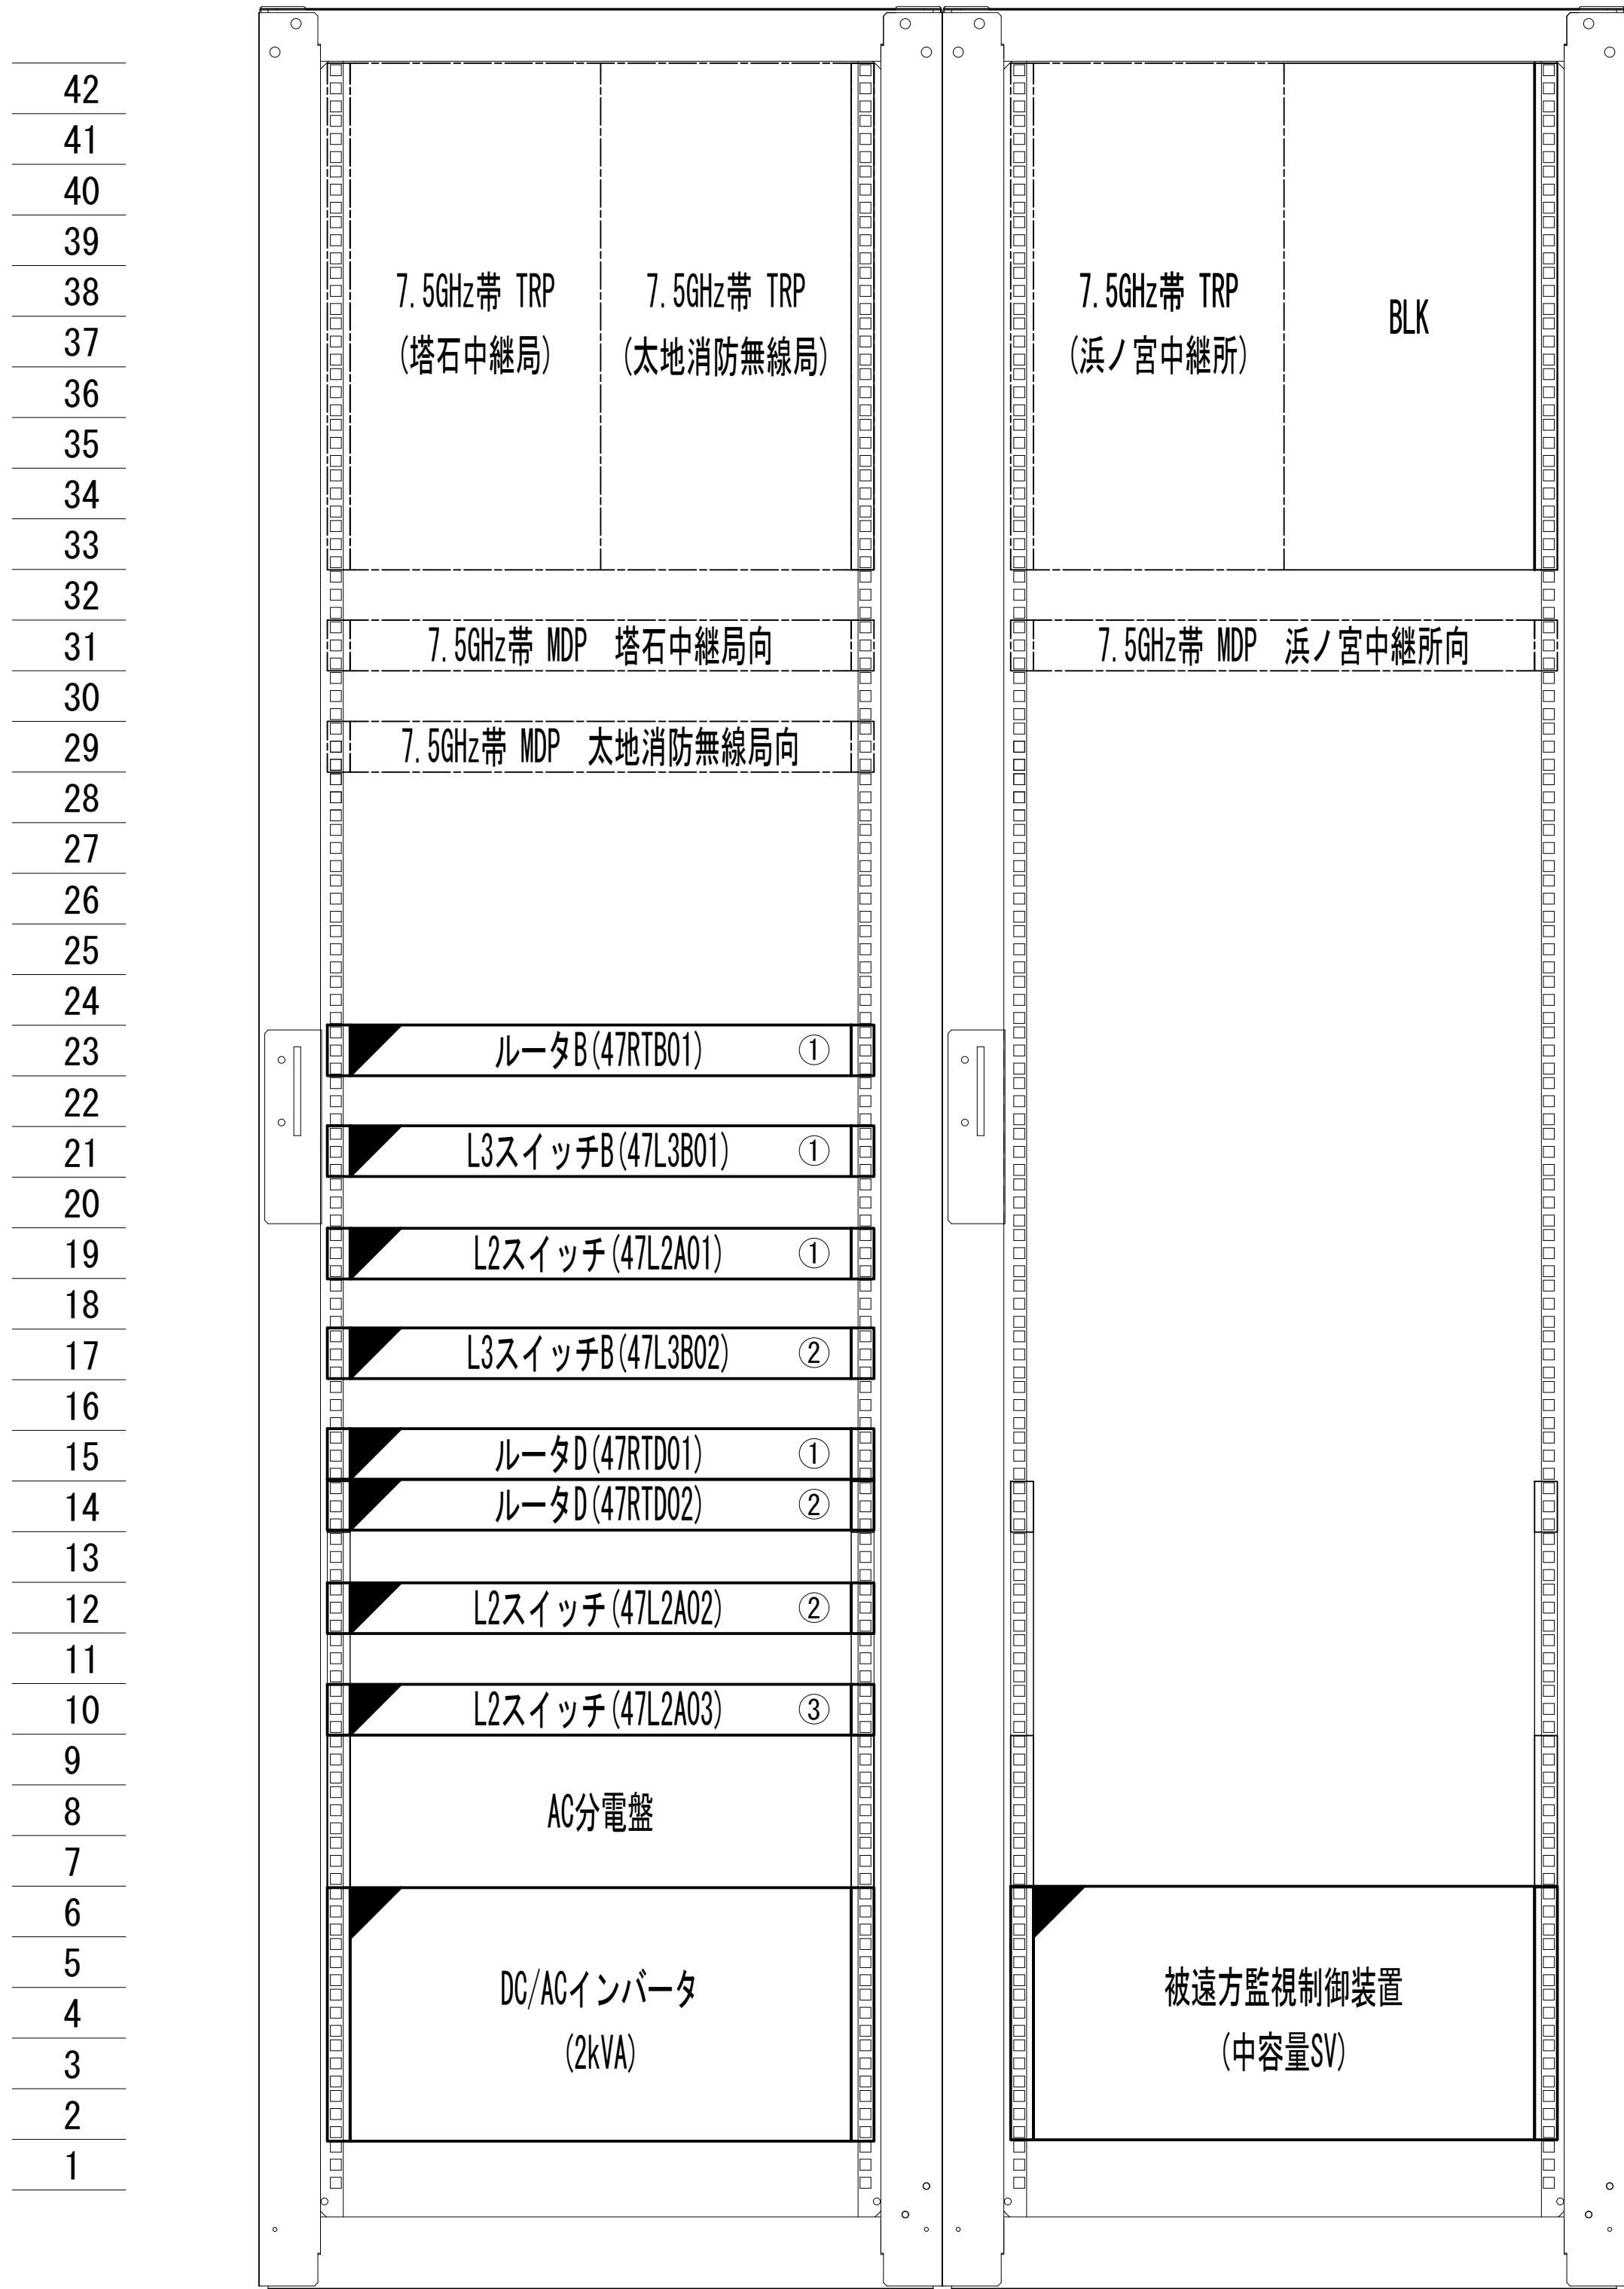 42
41
40
39
38
37
36
35
34
33
32
31
30
29
28
27
26
25
24
23
22
21
20
19
18
17
16
15
14
13
12
11
10
9
8
7
6
5
4
3
2
1
7.5GHz帯 TRP
(塔石中継局)
7.5GHz帯 TRP
(太地消防無線局)
7.5GHz帯 MDP 塔石中継局向
7.5GHz帯 MDP 太地消防無線局向
ルータB(47RTB01) ①
L3スイッチB(47L3B01) ①
L2スイッチ(47L2A01) ①
L3スイッチB(47L3B02) ②
ルータD(47RTD01) ①
ルータD(47RTD02) ②
L2スイッチ(47L2A02) ②
L2スイッチ(47L2A03) ③
AC分電盤
DC/ACインバータ
(2kVA)
7.5GHz帯 TRP
(浜ノ宮中継所)
BLK
7.5GHz帯 MDP 浜ノ宮中継所向
被遠方監視制御装置
(中容量SV)